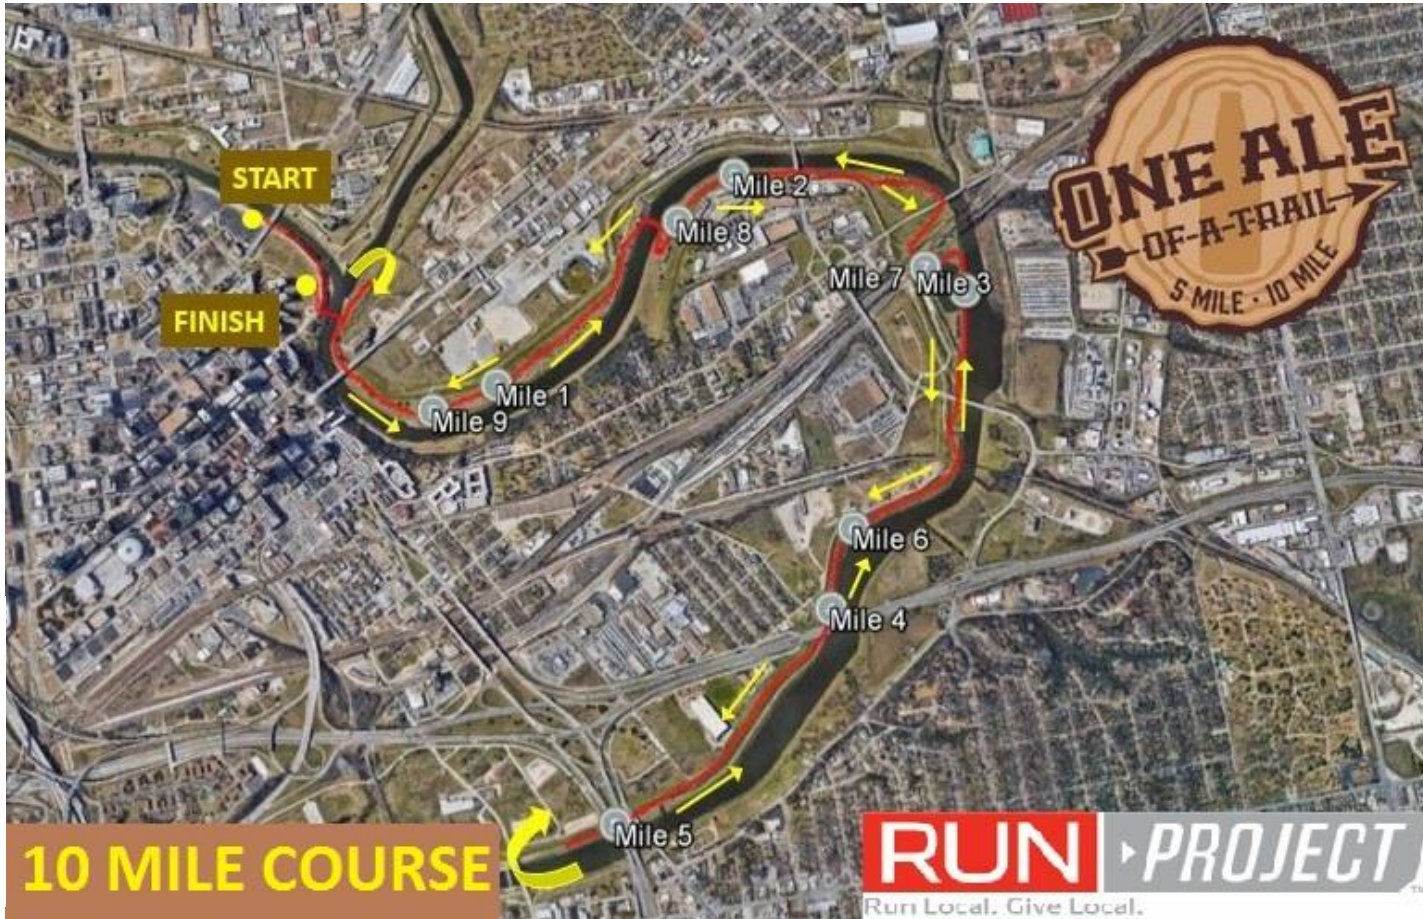 START
FINISH
Mile 2
Mile 8
Mile 7
Mile 3
Mile 1
Mile 9
Mile 6
Mile 4
Mile 5
ONE ALE
OF-A-TRAIL
5 MILE · 10 MILE
10 MILE COURSE
RUN PROJECT
Run Local. Give Local.